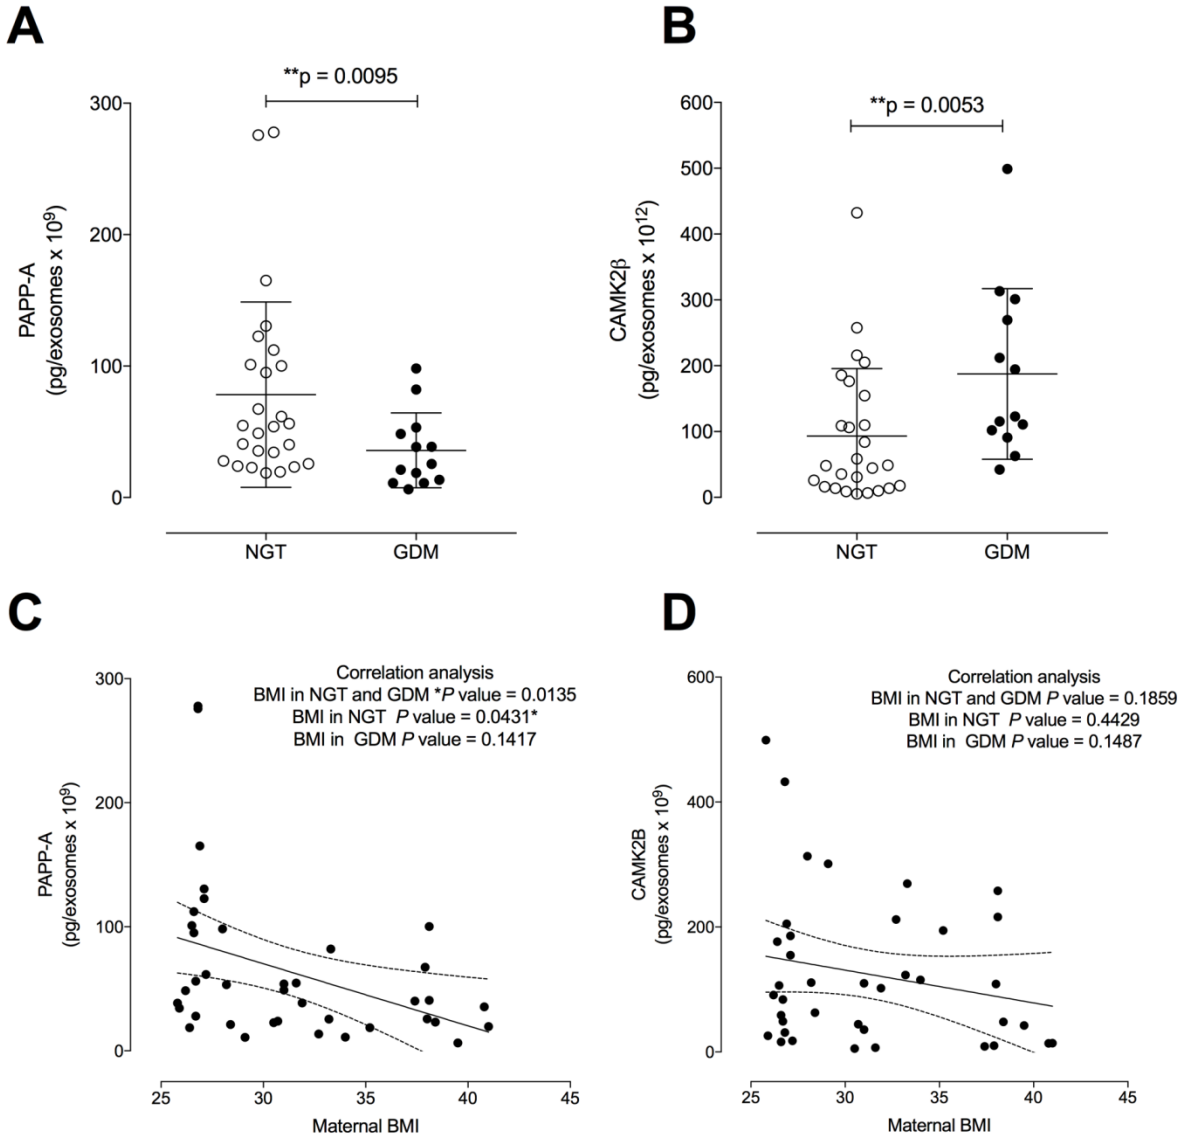 A
**p = 0.0095
300
200
100
0
PAPP-A
(pg/exosomes x 10⁹)
NGT
GDM
B
**p = 0.0053
600
500
400
300
200
100
0
CAMK2β
(pg/exosomes x 10¹²)
NGT
GDM
C
Correlation analysis
BMI in NGT and GDM *P value = 0.0135
BMI in NGT P value = 0.0431*
BMI in GDM P value = 0.1417
300
200
100
0
PAPP-A
(pg/exosomes x 10⁹)
25
30
35
40
45
Maternal BMI
D
Correlation analysis
BMI in NGT and GDM P value = 0.1859
BMI in NGT P value = 0.4429
BMI in GDM P value = 0.1487
600
400
200
0
CAMK2B
(pg/exosomes x 10⁹)
25
30
35
40
45
Maternal BMI